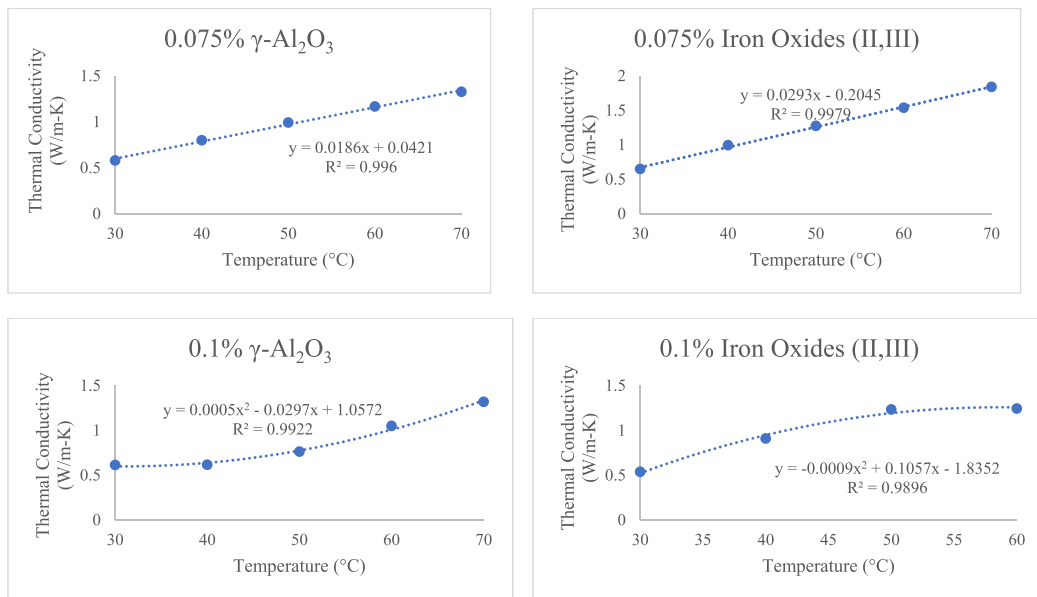 0.075% γ-Al₂O₃
Thermal Conductivity
(W/m-K)
1.5
1
0.5
0
y = 0.0186x + 0.0421
R² = 0.996
30 40 50 60 70
Temperature (°C)
0.075% Iron Oxides (II,III)
Thermal Conductivity
(W/m-K)
2
1.5
1
0.5
0
y = 0.0293x - 0.2045
R² = 0.9979
30 40 50 60 70
Temperature (°C)
0.1% γ-Al₂O₃
Thermal Conductivity
(W/m-K)
1.5
1
0.5
0
y = 0.0005x² - 0.0297x + 1.0572
R² = 0.9922
30 40 50 60 70
Temperature (°C)
0.1% Iron Oxides (II,III)
Thermal Conductivity
(W/m-K)
1.5
1
0.5
0
y = -0.0009x² + 0.1057x - 1.8352
R² = 0.9896
30 35 40 45 50 55 60
Temperature (°C)